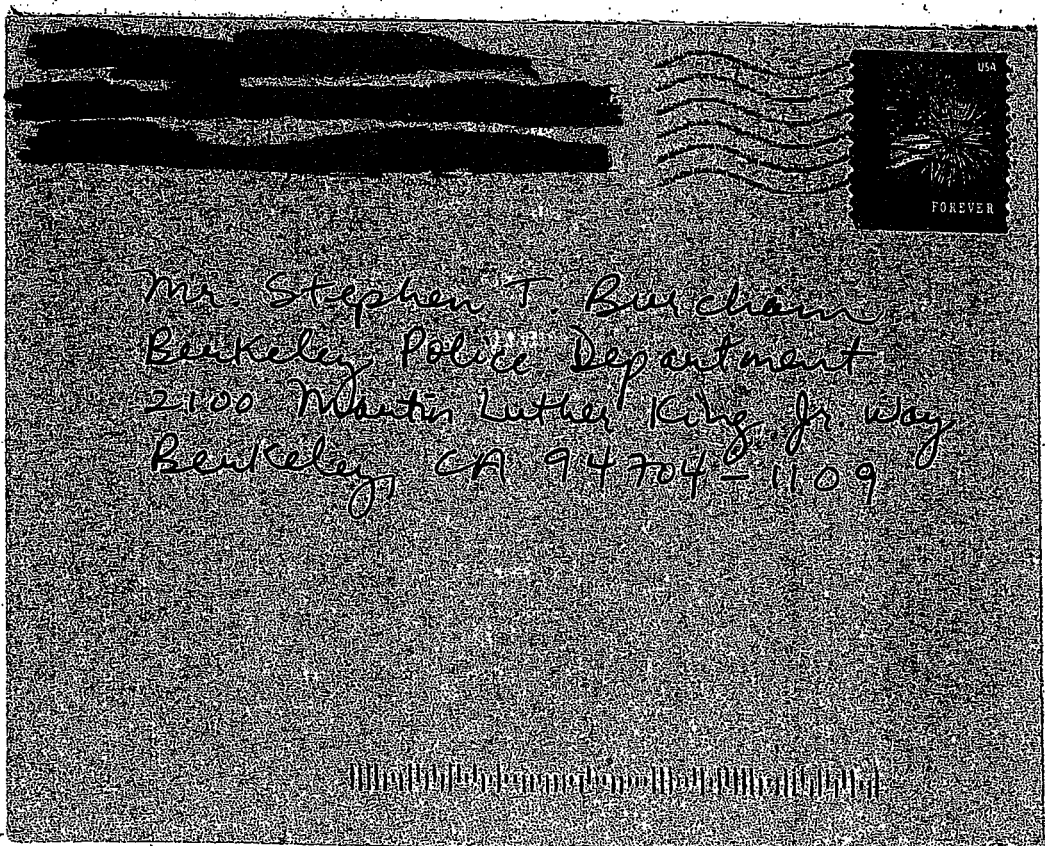 USA
FOREVER
Mr. Stephen T. Burcham
Berkeley Police Department
2100 Martin Luther King, Jr. Way
Berkeley, CA 94704-1109